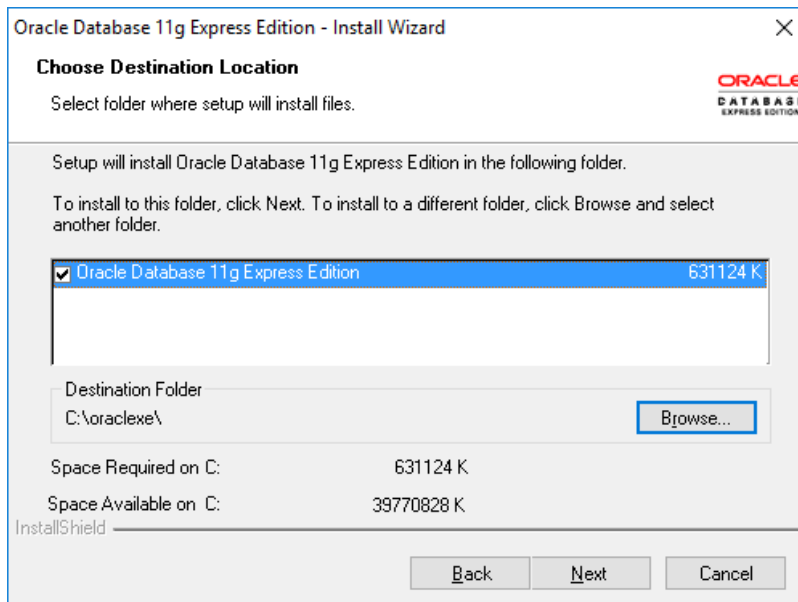 Oracle Database 11g Express Edition - Install Wizard
Choose Destination Location
Select folder where setup will install files.
ORACLE
DATABASE
EXPRESS EDITION
Setup will install Oracle Database 11g Express Edition in the following folder.
To install to this folder, click Next. To install to a different folder, click Browse and select
another folder.
Oracle Database 11g Express Edition 631124 K
Destination Folder
C:\oraclexe\ Browse...
Space Required on C: 631124 K
Space Available on C: 39770828 K
InstallShield
Back Next Cancel